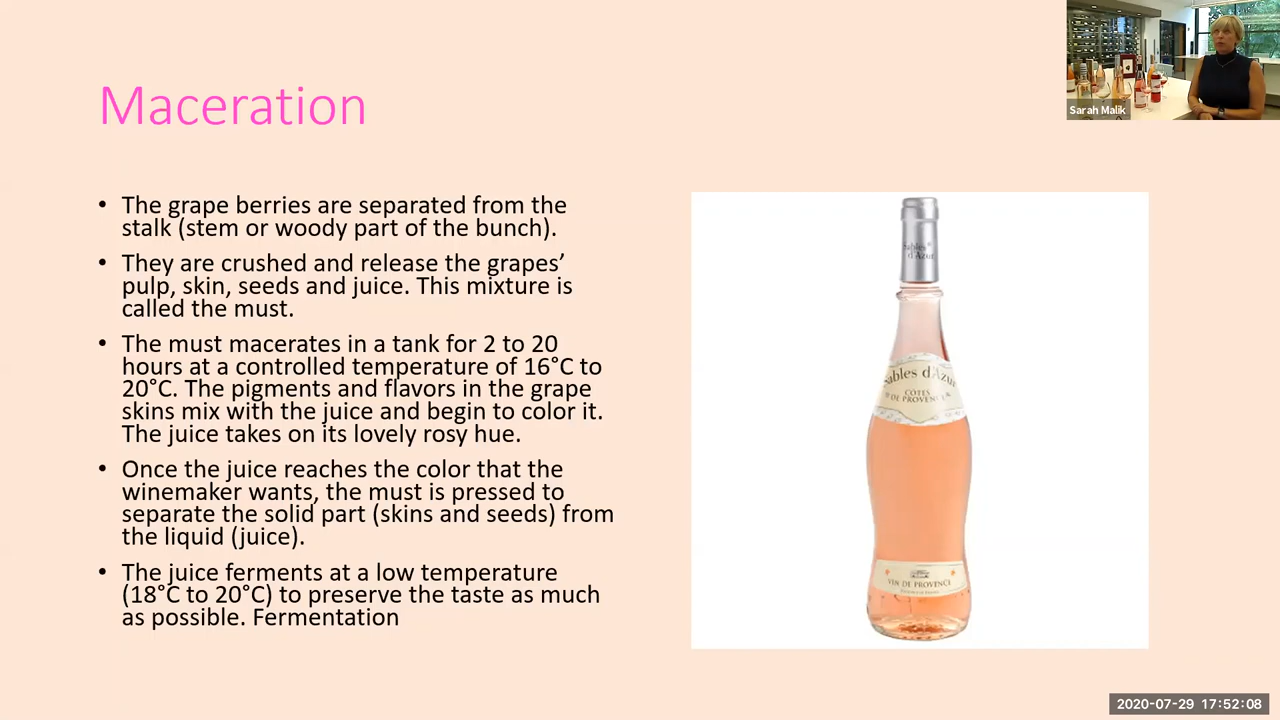 Maceration
Sarah Malik
• The grape berries are separated from the
stalk (stem or woody part of the bunch).
• They are crushed and release the grapes’
pulp, skin, seeds and juice. This mixture is
called the must.
• The must macerates in a tank for 2 to 20
hours at a controlled temperature of 16°C to
20°C. The pigments and flavors in the grape
skins mix with the juice and begin to color it.
The juice takes on its lovely rosy hue.
• Once the juice reaches the color that the
winemaker wants, the must is pressed to
separate the solid part (skins and seeds) from
the liquid (juice).
• The juice ferments at a low temperature
(18°C to 20°C) to preserve the taste as much
as possible. Fermentation
Sables
d'Azur
Sables d'Azur
CÔTES
DE PROVENCE
VIN DE PROVENCE
2020-07-29 17:52:08